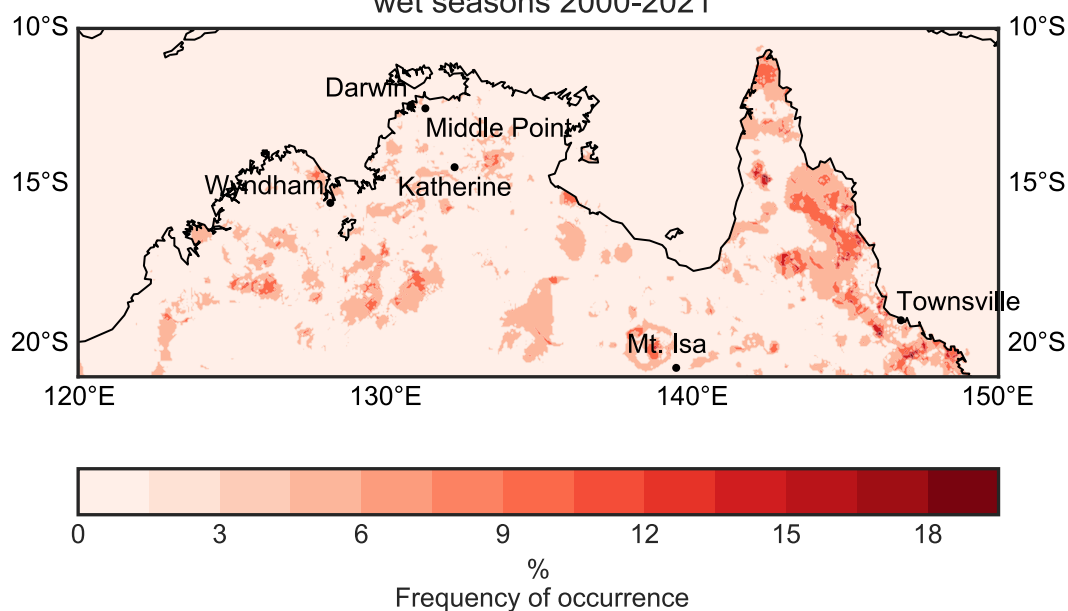 wet seasons 2000-2021
10°S 10°S
Darwin
Middle Point
15°S Wyndham Katherine 15°S
Townsville
20°S Mt. Isa 20°S
120°E 130°E 140°E 150°E
0 3 6 9 12 15 18
%
Frequency of occurrence